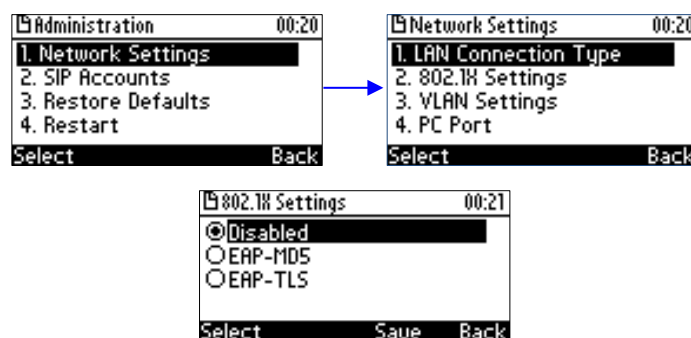 Administration 00:20
1. Network Settings
2. SIP Accounts
3. Restore Defaults
4. Restart
Select Back
Network Settings 00:20
1. LAN Connection Type
2. 802.1X Settings
3. VLAN Settings
4. PC Port
Select Back
802.1X Settings 00:21
Disabled
EAP-MD5
EAP-TLS
Select Save Back